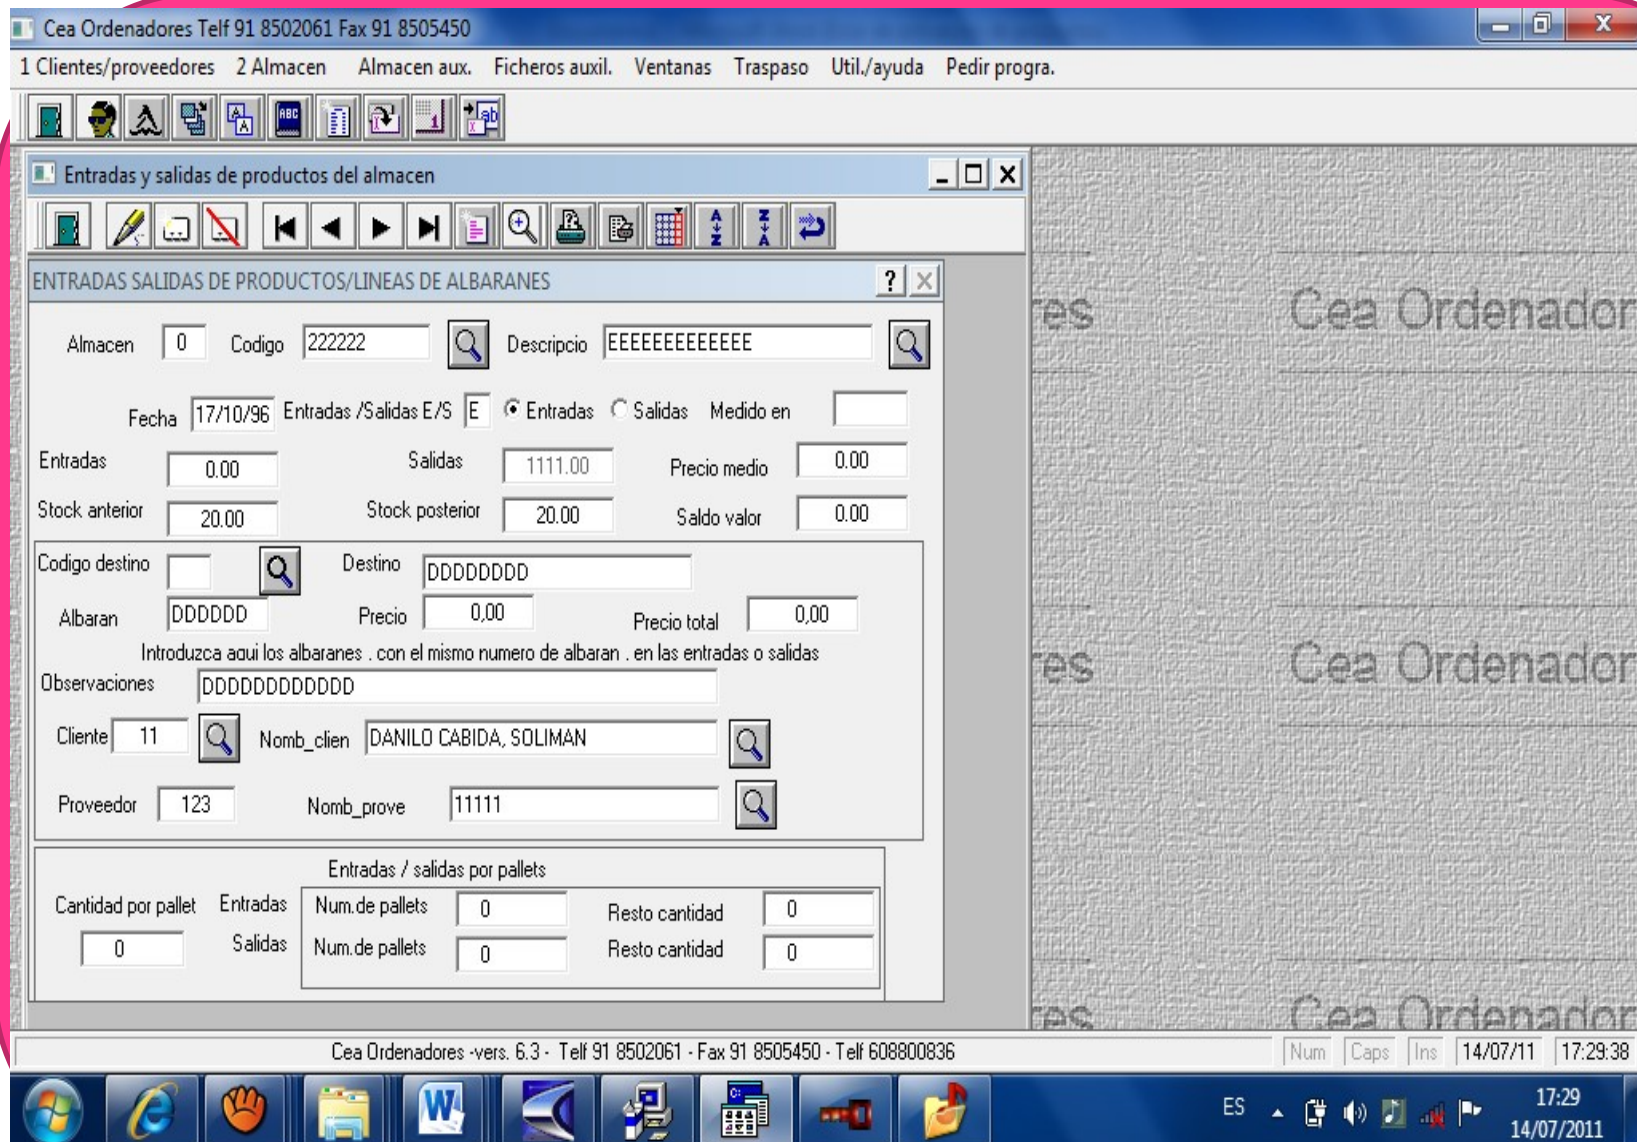 Cea Ordenadores Telf 91 8502061 Fax 91 8505450
1 Clientes/proveedores 2 Almacen Almacen aux. Ficheros auxil. Ventanas Traspaso Util./ayuda Pedir progra.
Entradas y salidas de productos del almacen
ENTRADAS SALIDAS DE PRODUCTOS/LINEAS DE ALBARANES
Almacen 0 Codigo 222222 Descripcio EEEEEEEEEEEEE
Fecha 17/10/96 Entradas /Salidas E/S E Entradas Salidas Medido en
Entradas 0.00 Salidas 1111.00 Precio medio 0.00
Stock anterior 20.00 Stock posterior 20.00 Saldo valor 0.00
Codigo destino Destino DDDDDDDD
Albaran DDDDDD Precio 0,00 Precio total 0,00
Introduzca aqui los albaranes . con el mismo numero de albaran . en las entradas o salidas
Observaciones DDDDDDDDDDDD
Cliente 11 Nomb_clien DANILO CABIDA, SOLIMAN
Proveedor 123 Nomb_prove 11111
Entradas / salidas por pallets
Cantidad por pallet Entradas Num.de pallets 0 Resto cantidad 0
0 Salidas Num.de pallets 0 Resto cantidad 0
res Cea Ordenador
res Cea Ordenador
res Cea Ordenador
Cea Ordenadores -vers. 6.3 - Telf 91 8502061 - Fax 91 8505450 - Telf 608800836 Num Caps Ins 14/07/11 17:29:38
ES 17:29
14/07/2011